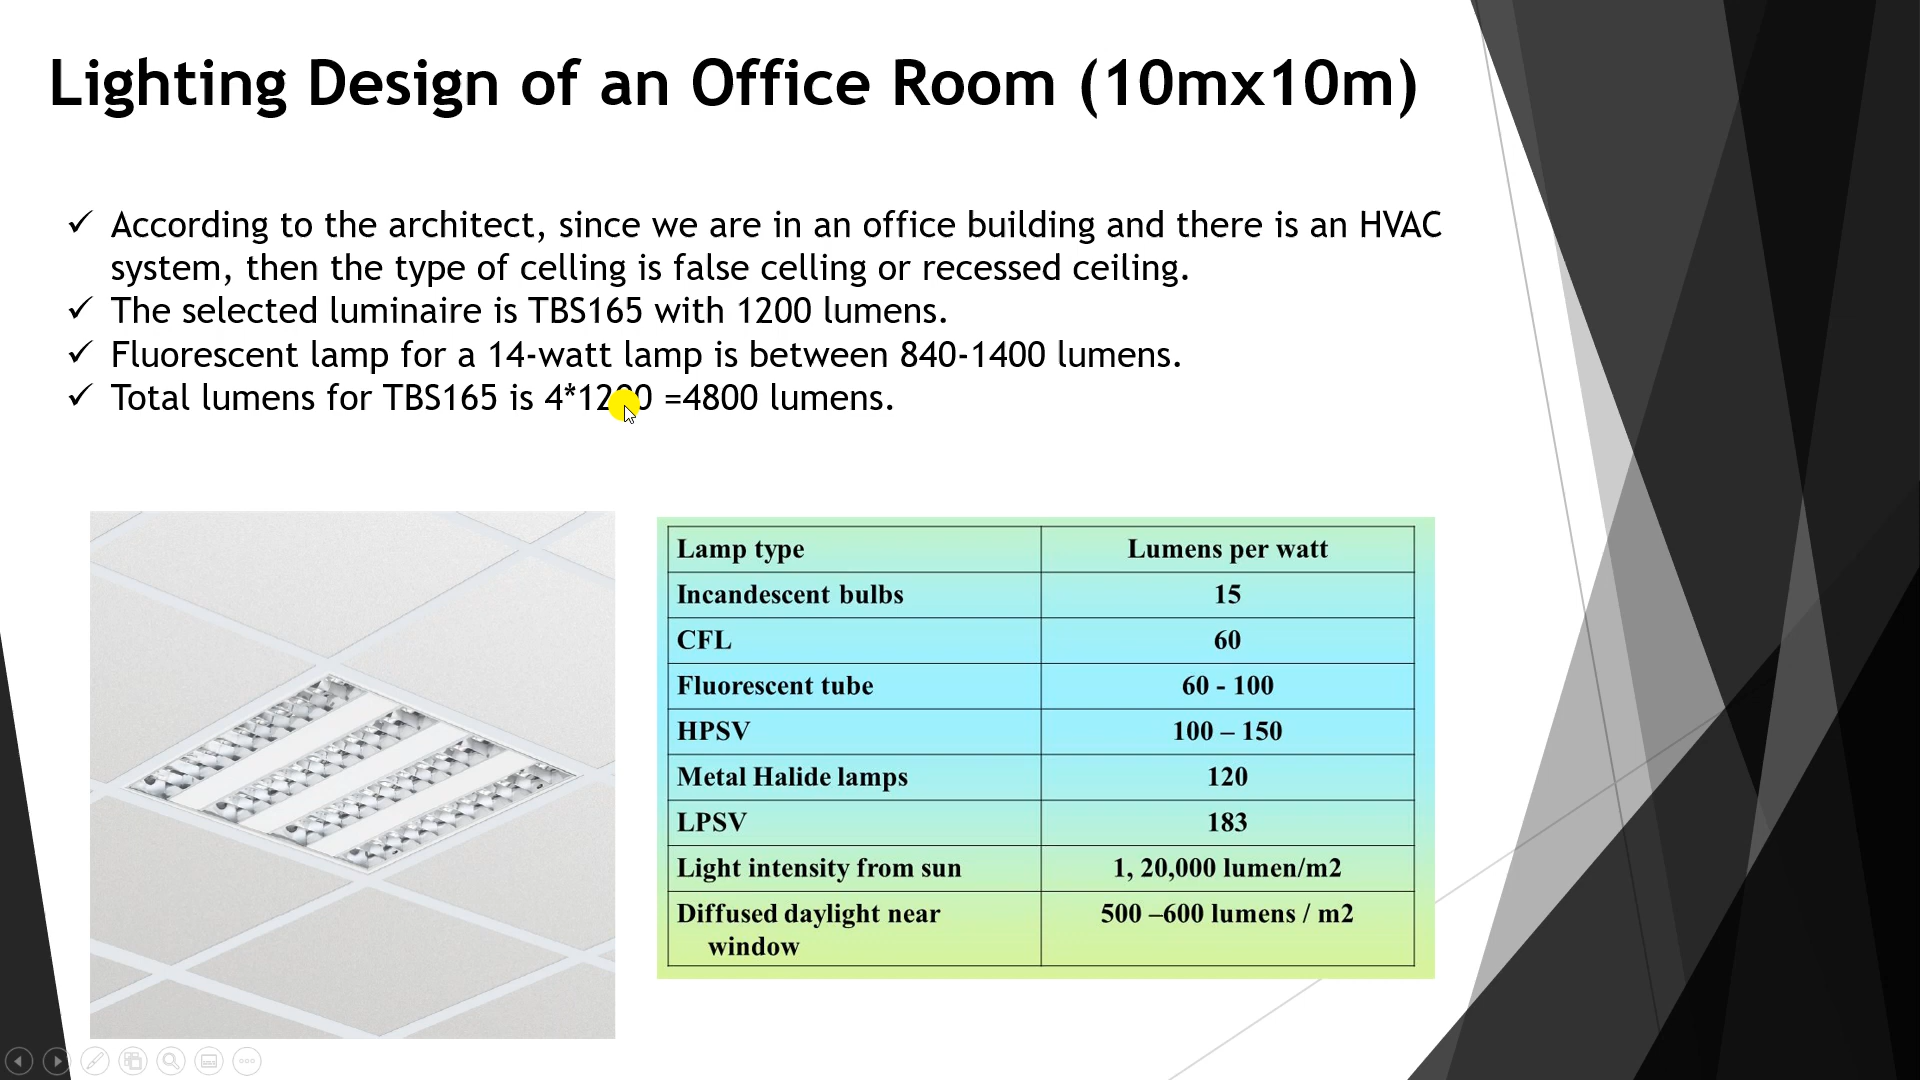 Lighting Design of an Office Room (10mx10m)
✓ According to the architect, since we are in an office building and there is an HVAC
system, then the type of celling is false celling or recessed ceiling.
✓ The selected luminaire is TBS165 with 1200 lumens.
✓ Fluorescent lamp for a 14-watt lamp is between 840-1400 lumens.
✓ Total lumens for TBS165 is 4*1200 =4800 lumens.
Lamp type Lumens per watt
Incandescent bulbs 15
CFL 60
Fluorescent tube 60 - 100
HPSV 100 – 150
Metal Halide lamps 120
LPSV 183
Light intensity from sun 1, 20,000 lumen/m2
Diffused daylight near 500 –600 lumens / m2
window